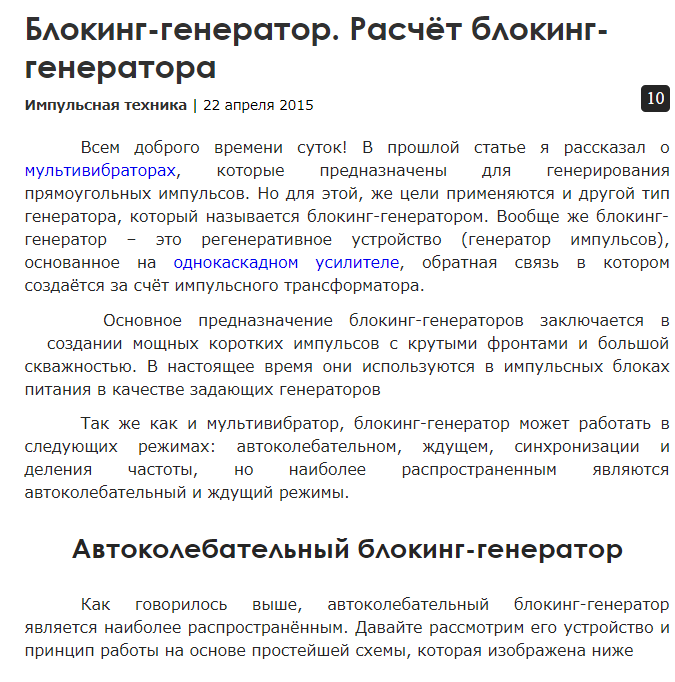 Блокинг-генератор. Расчёт блокинг-
генератора
Импульсная техника | 22 апреля 2015
10
Всем доброго времени суток! В прошлой статье я рассказал о
мультивибраторах, которые предназначены для генерирования
прямоугольных импульсов. Но для этой, же цели применяются и другой тип
генератора, который называется блокинг-генератором. Вообще же блокинг-
генератор – это регенеративное устройство (генератор импульсов),
основанное на однокаскадном усилителе, обратная связь в котором
создаётся за счёт импульсного трансформатора.
Основное предназначение блокинг-генераторов заключается в
создании мощных коротких импульсов с крутыми фронтами и большой
скважностью. В настоящее время они используются в импульсных блоках
питания в качестве задающих генераторов
Так же как и мультивибратор, блокинг-генератор может работать в
следующих режимах: автоколебательном, ждущем, синхронизации и
деления частоты, но наиболее распространенным являются
автоколебательный и ждущий режимы.
Автоколебательный блокинг-генератор
Как говорилось выше, автоколебательный блокинг-генератор
является наиболее распространённым. Давайте рассмотрим его устройство и
принцип работы на основе простейшей схемы, которая изображена ниже